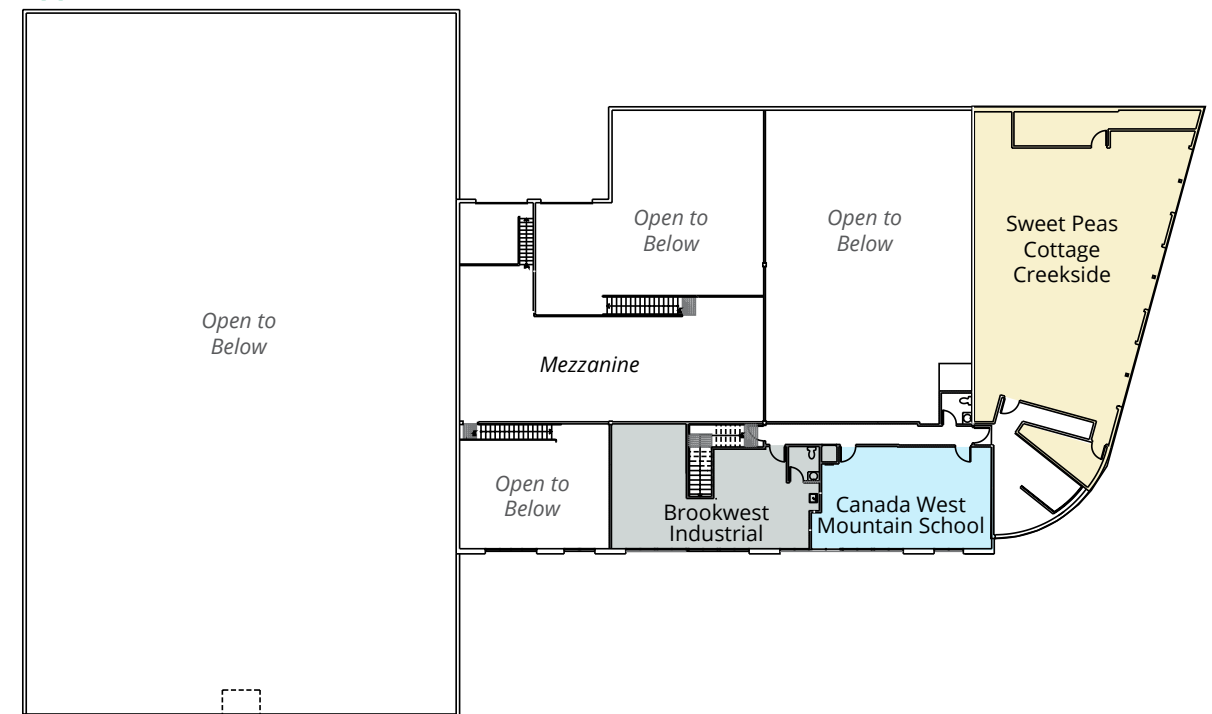 Open to
Below
Open to
Below
Sweet Peas
Cottage
Creekside
Open to
Below
Mezzanine
Open to
Below
Brookwest
Industrial
Canada West
Mountain School